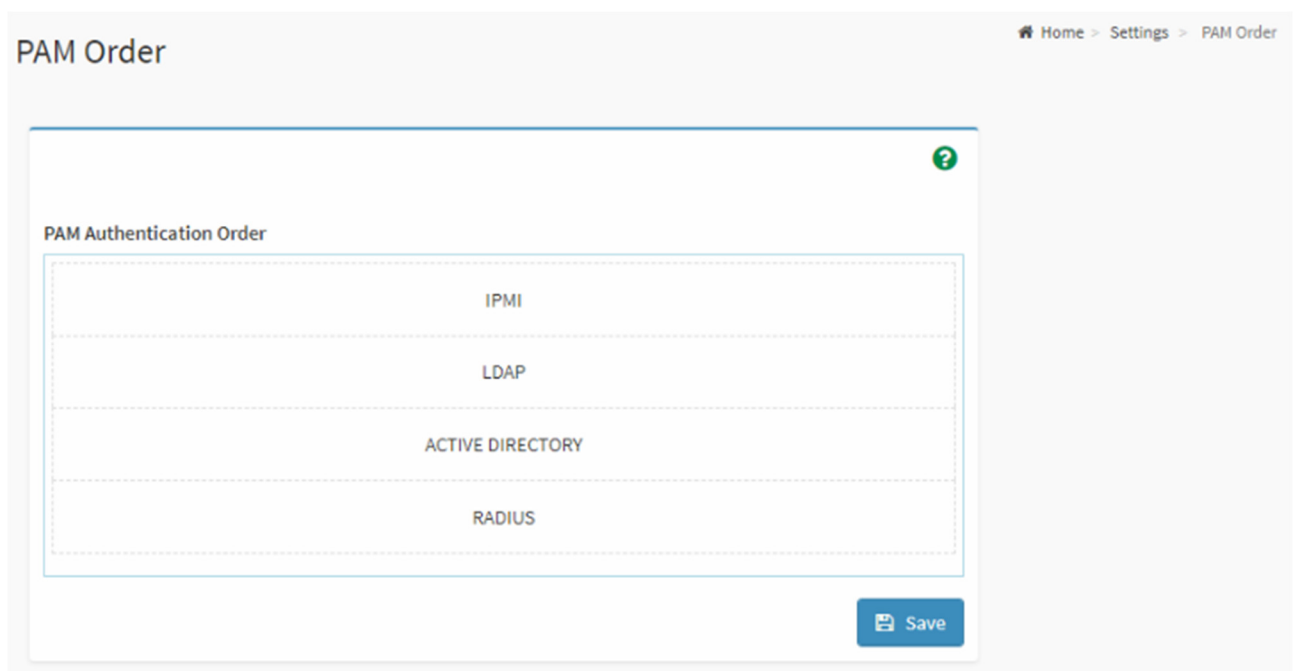 PAM Order
Home > Settings > PAM Order
PAM Authentication Order
IPMI
LDAP
ACTIVE DIRECTORY
RADIUS
Save